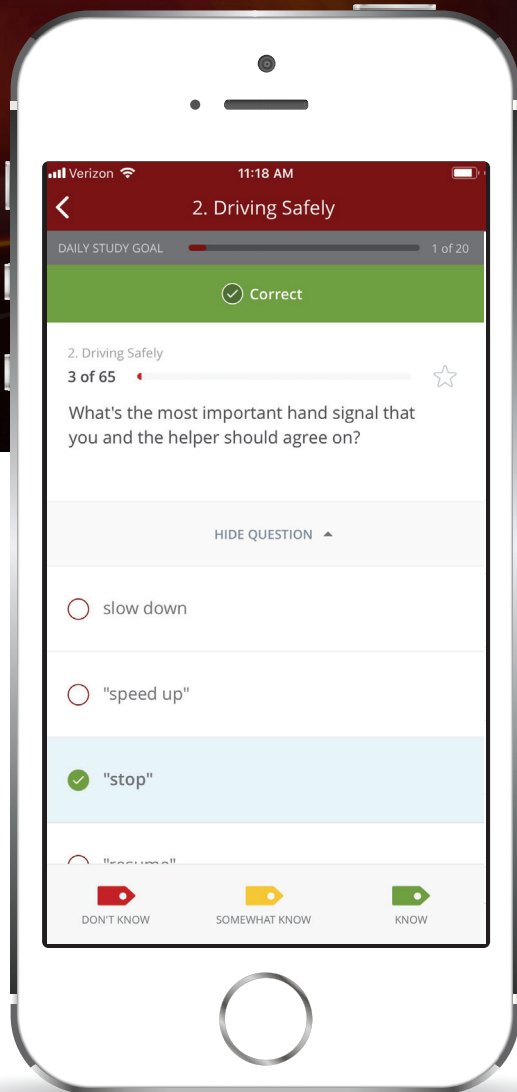 Verizon 11:18 AM
2. Driving Safely
DAILY STUDY GOAL 1 of 20
Correct
2. Driving Safely
3 of 65
What's the most important hand signal that
you and the helper should agree on?
HIDE QUESTION
slow down
"speed up"
"stop"
"resume"
DON'T KNOW SOMEWHAT KNOW KNOW